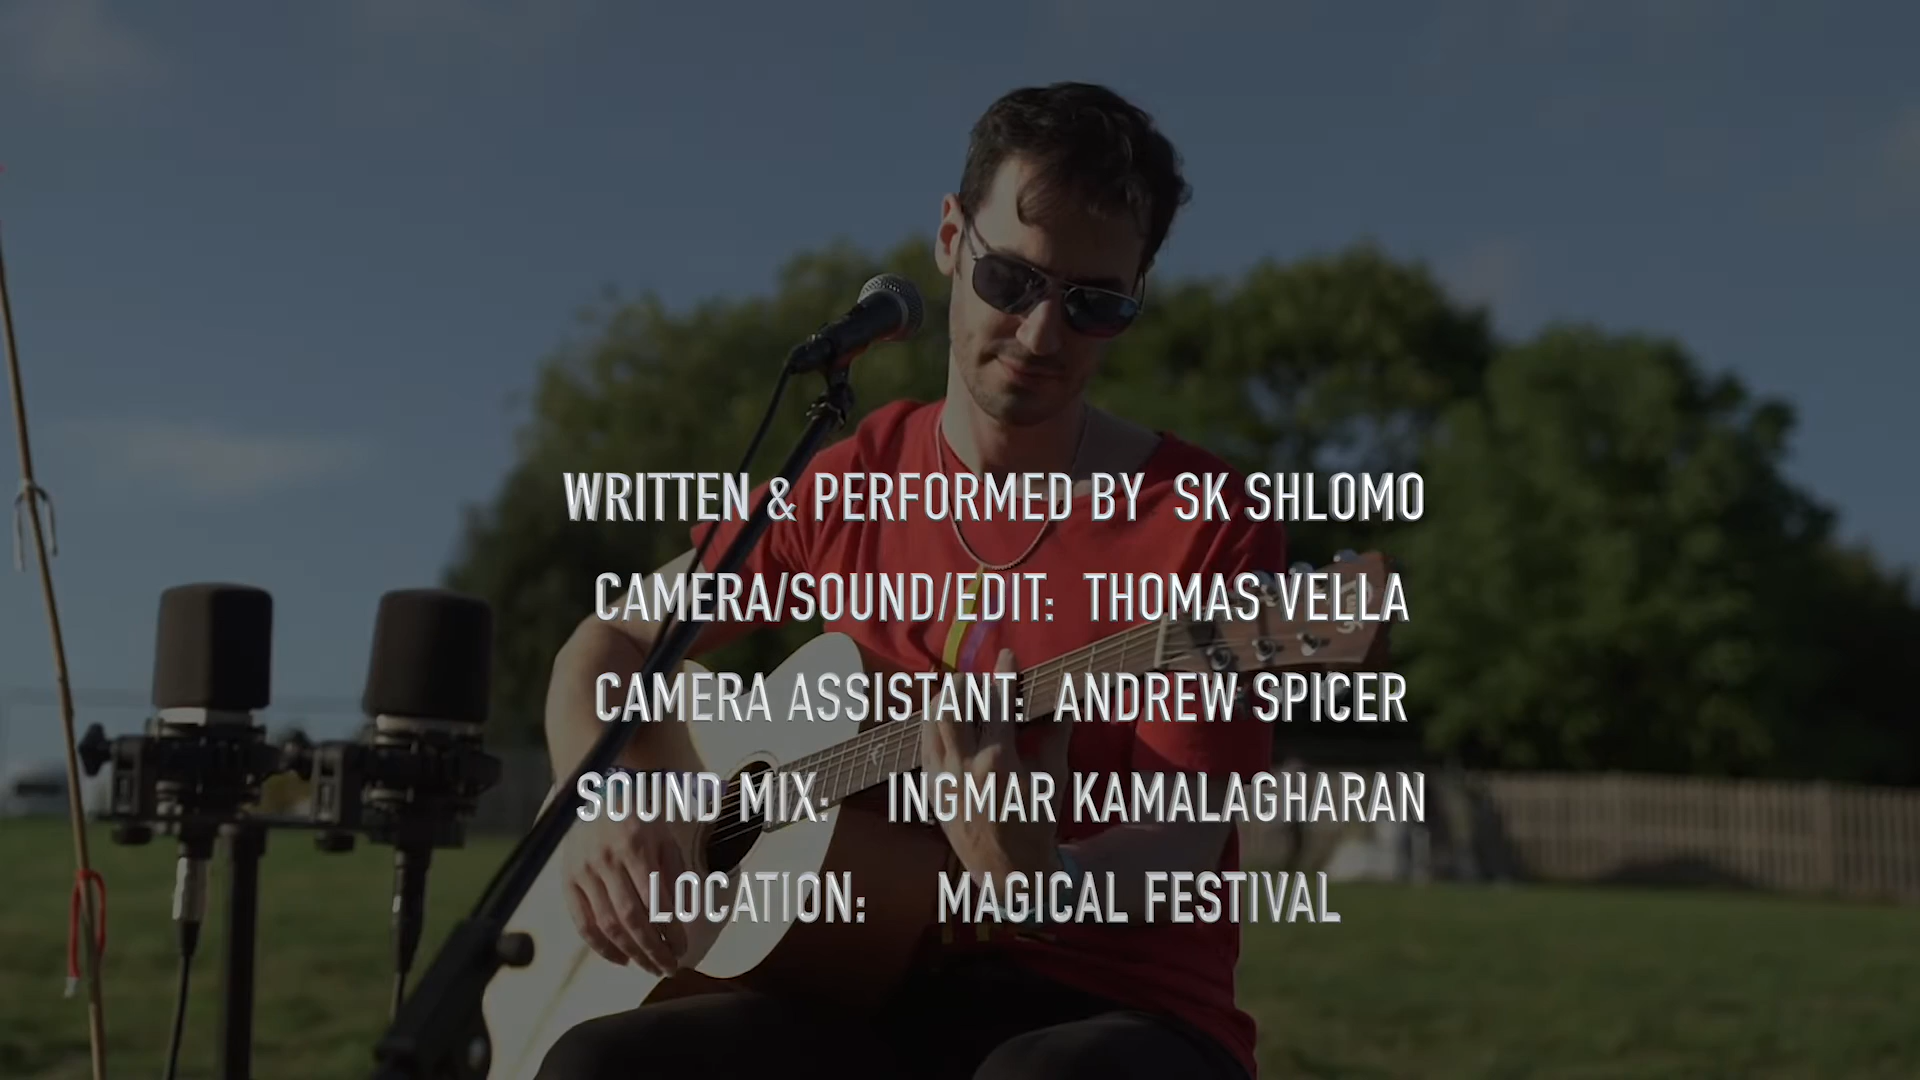 WRITTEN & PERFORMED BY SK SHLOMO
CAMERA/SOUND/EDIT: THOMAS VELLA
CAMERA ASSISTANT: ANDREW SPICER
SOUND MIX: INGMAR KAMALAGHARAN
LOCATION: MAGICAL FESTIVAL